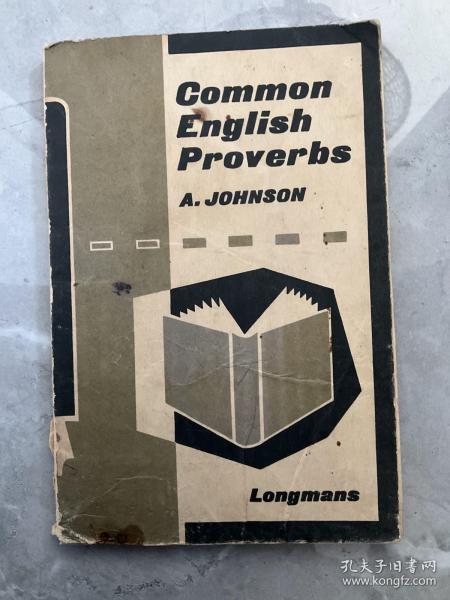 Common
English
Proverbs
A. JOHNSON
Longmans
孔夫子旧书网
www.kongfz.com